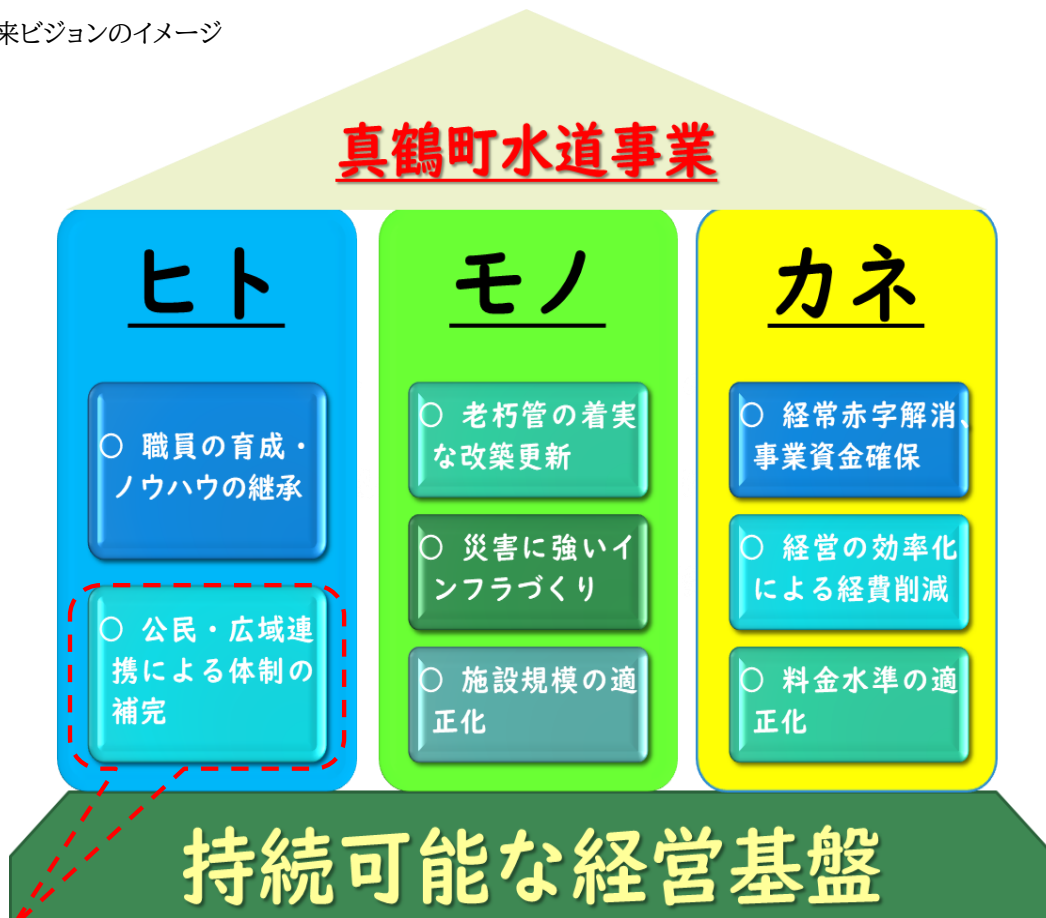 来ビジョンのイメージ
真鶴町水道事業
ヒト
○ 職員の育成・
ノウハウの継承
○ 公民・広域連
携による体制の
補完
モノ
○ 老朽管の着実
な改築更新
○ 災害に強いイ
ンフラづくり
○ 施設規模の適
正化
カネ
○ 経常赤字解消、
事業資金確保
○ 経営の効率化
による経費削減
○ 料金水準の適
正化
持続可能な経営基盤